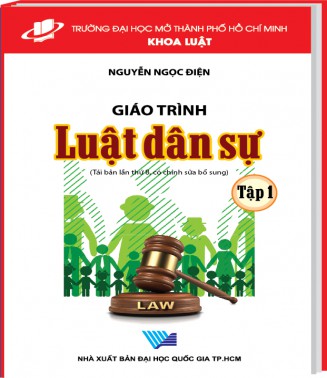 TRƯỜNG ĐẠI HỌC MỞ THÀNH PHỐ HỒ CHÍ MINH
KHOA LUẬT
NGUYỄN NGỌC ĐIỆN
GIÁO TRÌNH
Luật dân sự
(Tái bản lần thứ 8, có chỉnh sửa bổ sung)
Tập 1
LAW
NHÀ XUẤT BẢN ĐẠI HỌC QUỐC GIA TP.HCM